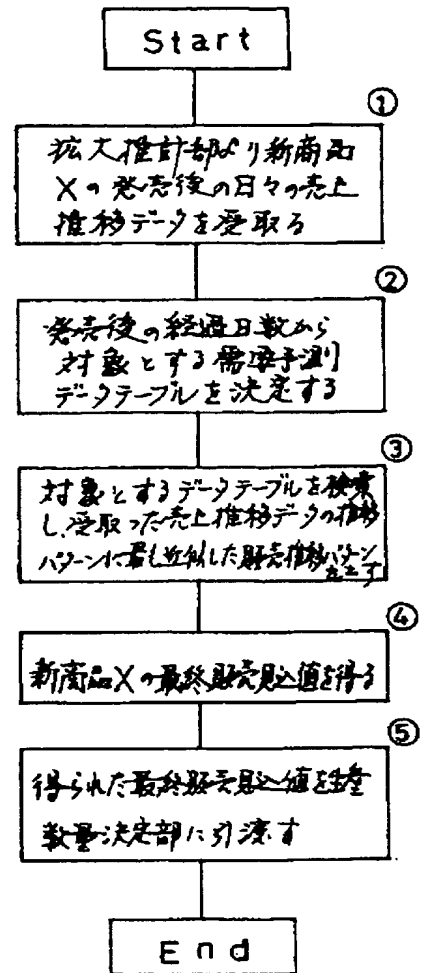 Start
①
拡大推計部より新商品
Xの発売後の日々の売上
推移データを受取る
②
発売後の経過日数から
対象とする需要予測
データテーブルを決定する
③
対象とするデータテーブルを検索
し、受取った売上推移データの推移
パターンに最も近似した販売推移パターン
④
新商品Xの最終販売見込値を得る
⑤
得られた最終販売見込値を生産
数量決定部に引渡す
End